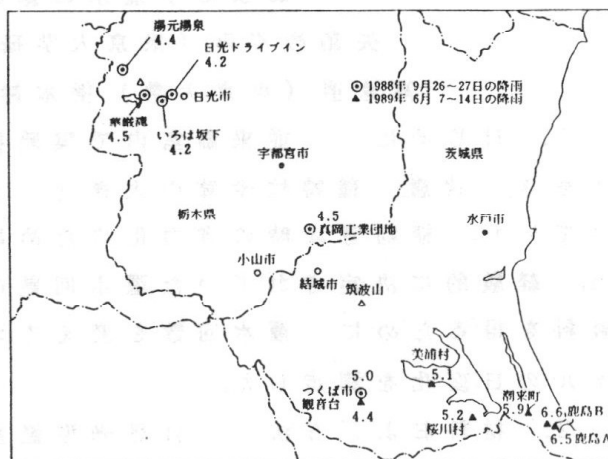 湯元湯泉
4.4
日光ドライブイン
4.2
日光市
華厳滝
4.5
いろは坂下
4.2
1988年 9月26~27日の降雨
1989年 6月 7~14日の降雨
宇都宮市
茨城県
栃木県
4.5
真岡工業団地
水戸市
小山市
結城市
筑波山
美浦村
5.1
つくば市
観音台
5.0
4.4
5.2
桜川村
潮来町
5.9
6.6 鹿島B
6.5 鹿島A